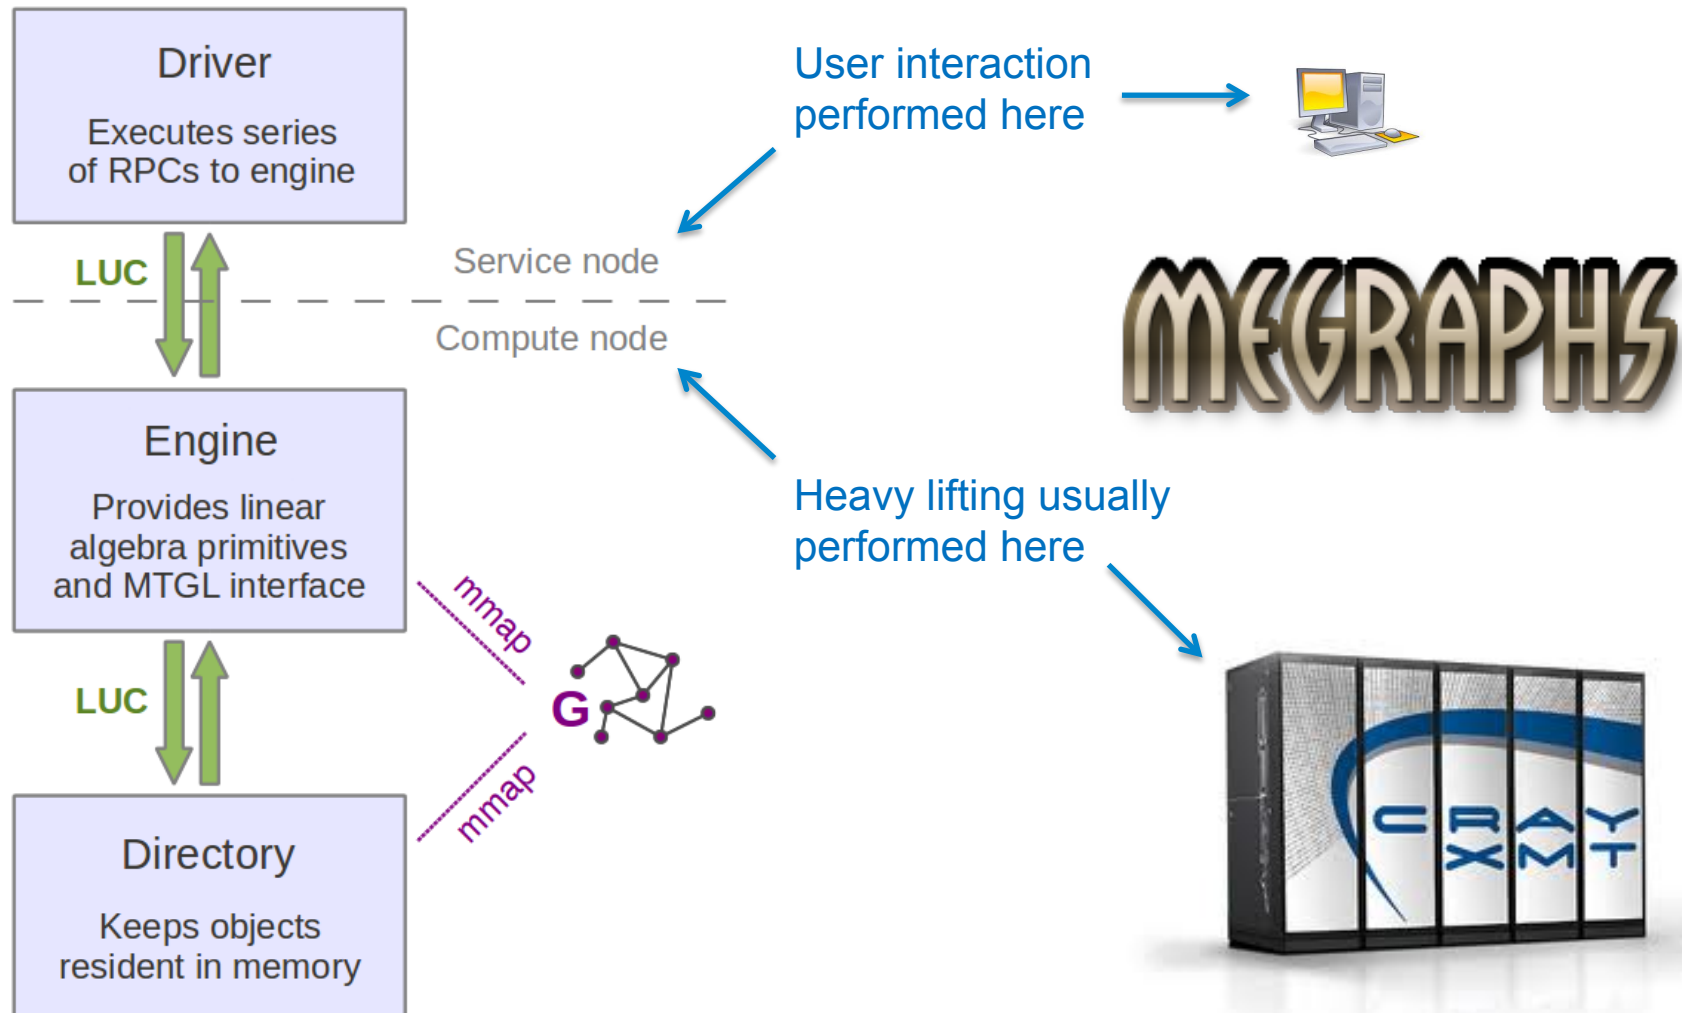 Driver
Executes series
of RPCs to engine
LUC
Service node
Compute node
Engine
Provides linear
algebra primitives
and MTGL interface
mmap
G
mmap
LUC
Directory
Keeps objects
resident in memory
User interaction
performed here
MEGRAPHS
Heavy lifting usually
performed here
CRAY
XMT